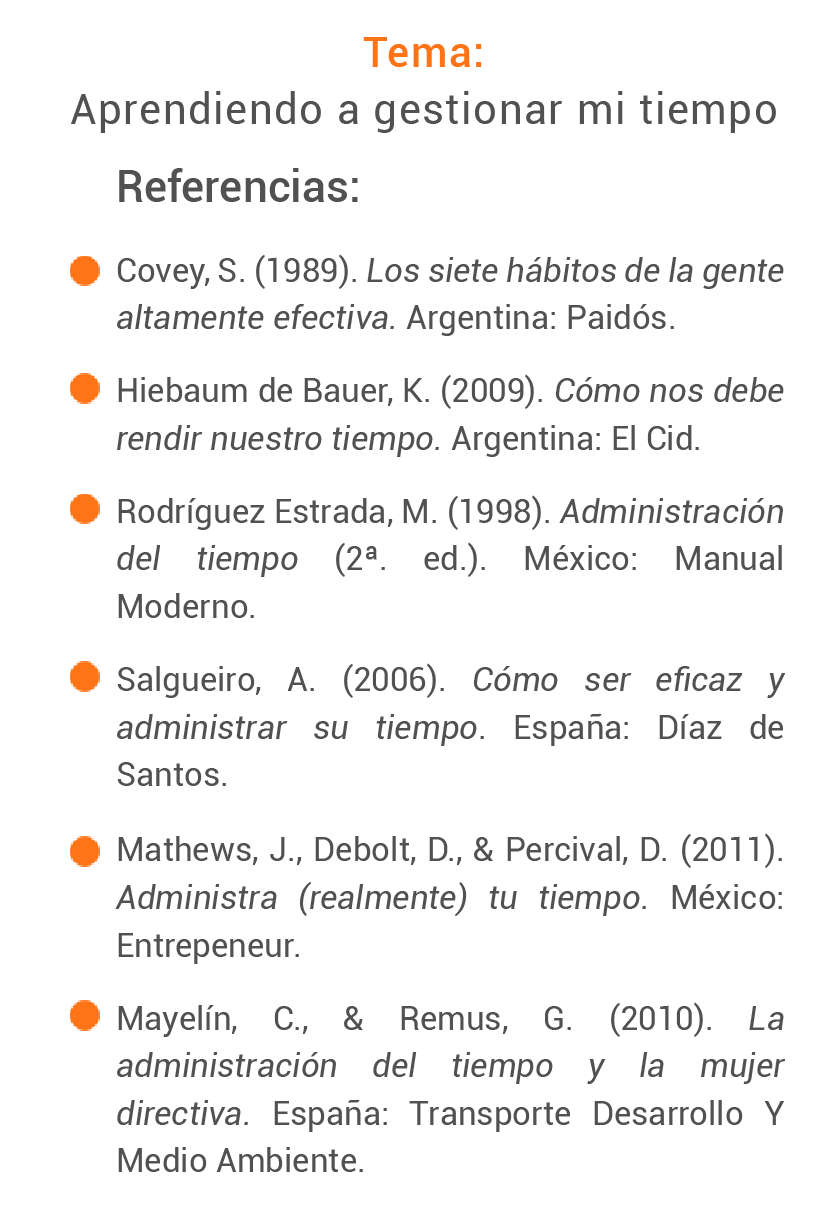 Tema:
Aprendiendo a gestionar mi tiempo
Referencias:
Covey, S. (1989). Los siete hábitos de la gente
altamente efectiva. Argentina: Paidós.
Hiebaum de Bauer, K. (2009). Cómo nos debe
rendir nuestro tiempo. Argentina: El Cid.
Rodríguez Estrada, M. (1998). Administración
del tiempo (2ª. ed.). México: Manual
Moderno.
Salgueiro, A. (2006). Cómo ser eficaz y
administrar su tiempo. España: Díaz de
Santos.
Mathews, J., Debolt, D., & Percival, D. (2011).
Administra (realmente) tu tiempo. México:
Entrepeneur.
Mayelín, C., & Remus, G. (2010). La
administración del tiempo y la mujer
directiva. España: Transporte Desarrollo Y
Medio Ambiente.